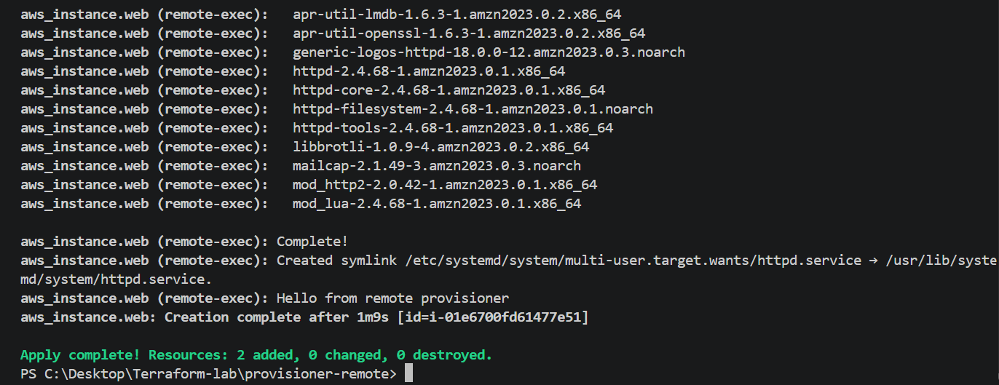 aws_instance.web (remote-exec):   apr-util-lmdb-1.6.3-1.amzn2023.0.2.x86_64
aws_instance.web (remote-exec):   apr-util-openssl-1.6.3-1.amzn2023.0.2.x86_64
aws_instance.web (remote-exec):   generic-logos-httpd-18.0.0-12.amzn2023.0.3.noarch
aws_instance.web (remote-exec):   httpd-2.4.68-1.amzn2023.0.1.x86_64
aws_instance.web (remote-exec):   httpd-core-2.4.68-1.amzn2023.0.1.x86_64
aws_instance.web (remote-exec):   httpd-filesystem-2.4.68-1.amzn2023.0.1.noarch
aws_instance.web (remote-exec):   httpd-tools-2.4.68-1.amzn2023.0.1.x86_64
aws_instance.web (remote-exec):   libbrotli-1.0.9-4.amzn2023.0.2.x86_64
aws_instance.web (remote-exec):   mailcap-2.1.49-3.amzn2023.0.3.noarch
aws_instance.web (remote-exec):   mod_http2-2.0.42-1.amzn2023.0.1.x86_64
aws_instance.web (remote-exec):   mod_lua-2.4.68-1.amzn2023.0.1.x86_64
aws_instance.web (remote-exec): Complete!
aws_instance.web (remote-exec): Created symlink /etc/systemd/system/multi-user.target.wants/httpd.service → /usr/lib/syste
md/system/httpd.service.
aws_instance.web (remote-exec): Hello from remote provisioner
aws_instance.web: Creation complete after 1m9s [id=i-01e6700fd61477e51]
Apply complete! Resources: 2 added, 0 changed, 0 destroyed.
PS C:\Desktop\Terraform-lab\provisioner-remote>